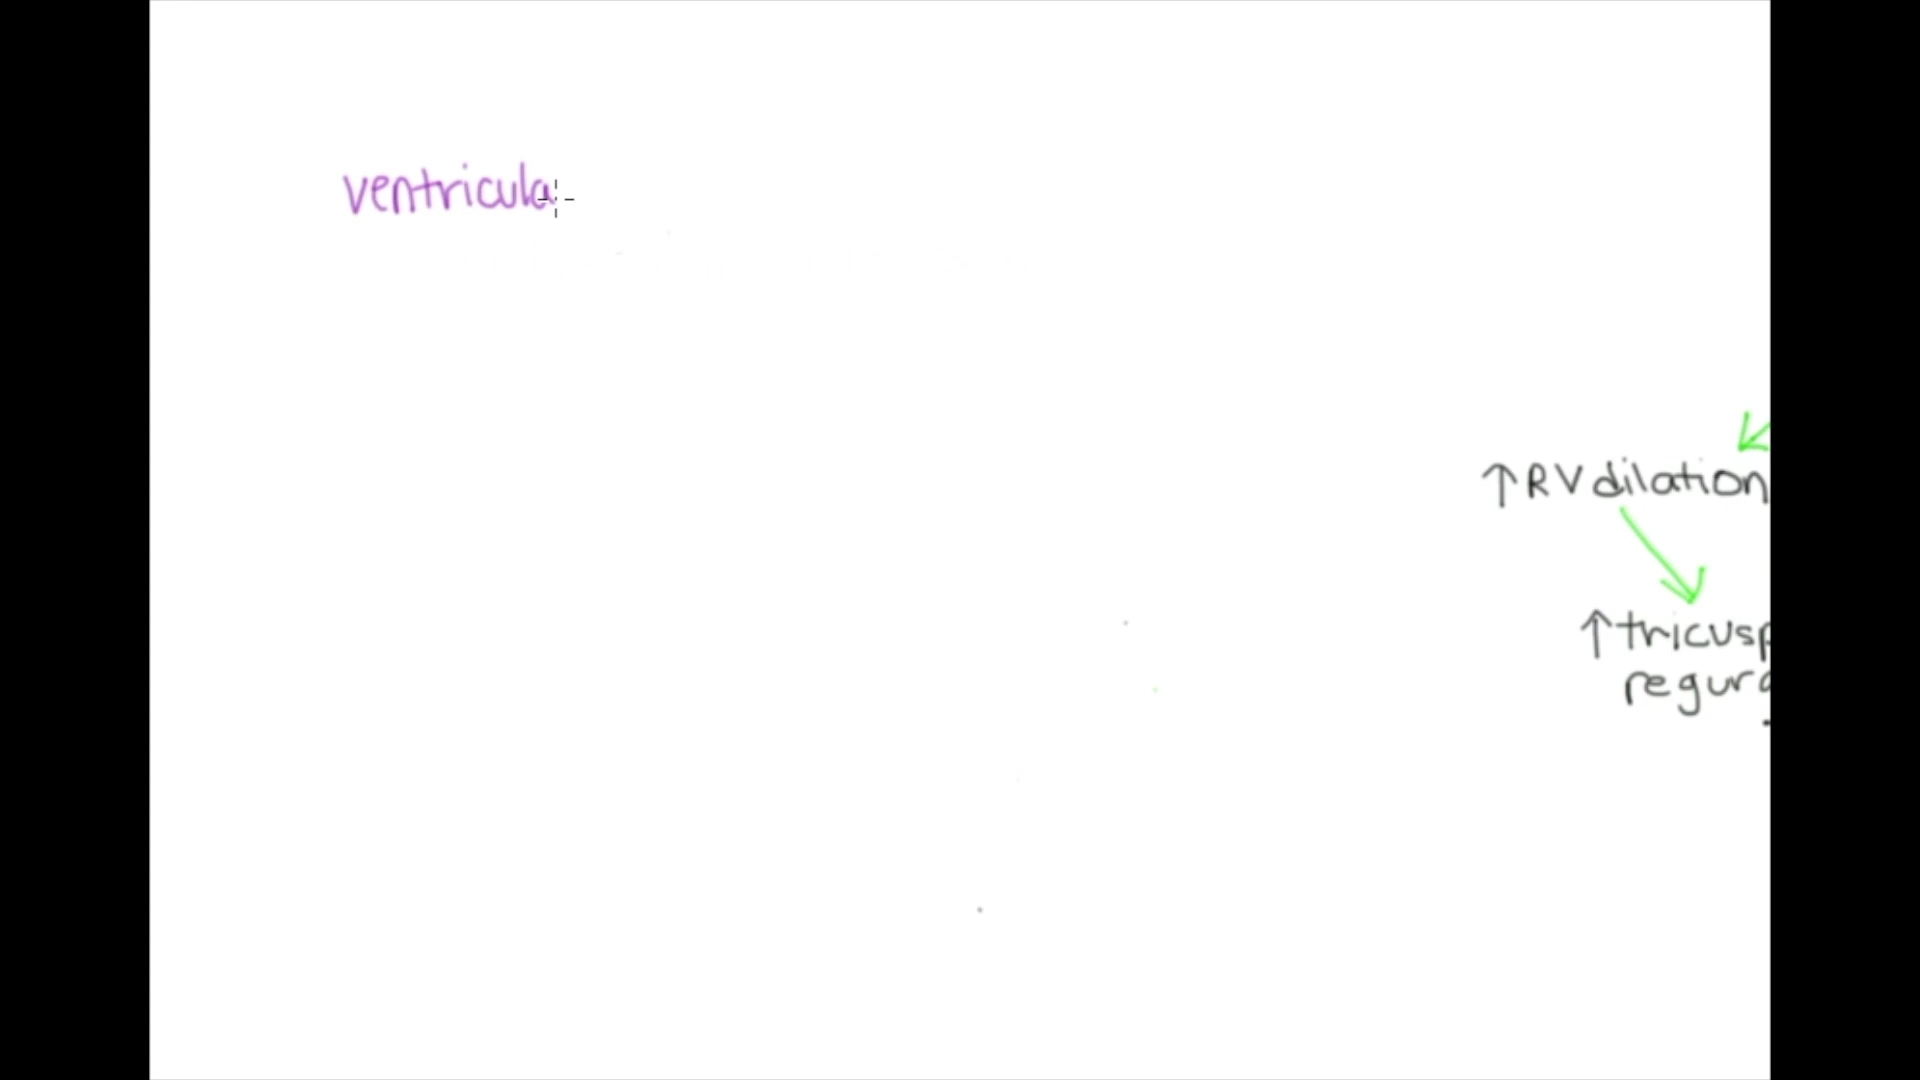 ventricula
↑ RV dilation
↑ tricusp
regurg